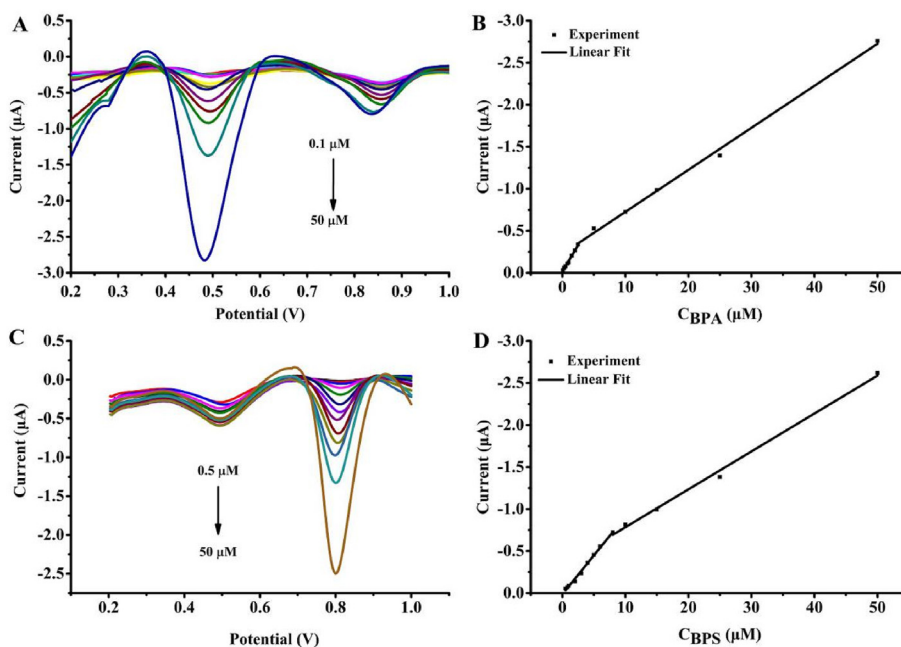 A
Current (μA)
0.5
0.0
-0.5
-1.0
-1.5
-2.0
-2.5
-3.0
0.1 μM
50 μM
0.2 0.3 0.4 0.5 0.6 0.7 0.8 0.9 1.0
Potential (V)
B
Current (μA)
-3.0
-2.5
-2.0
-1.5
-1.0
-0.5
0.0
Experiment
Linear Fit
0 10 20 30 40 50
CBPA (μM)
C
Current (μA)
0.5
0.0
-0.5
-1.0
-1.5
-2.0
-2.5
0.5 μM
50 μM
0.2 0.4 0.6 0.8 1.0
Potential (V)
D
Current (μA)
-3.0
-2.5
-2.0
-1.5
-1.0
-0.5
-0.0
Experiment
Linear Fit
0 10 20 30 40 50
CBPS (μM)